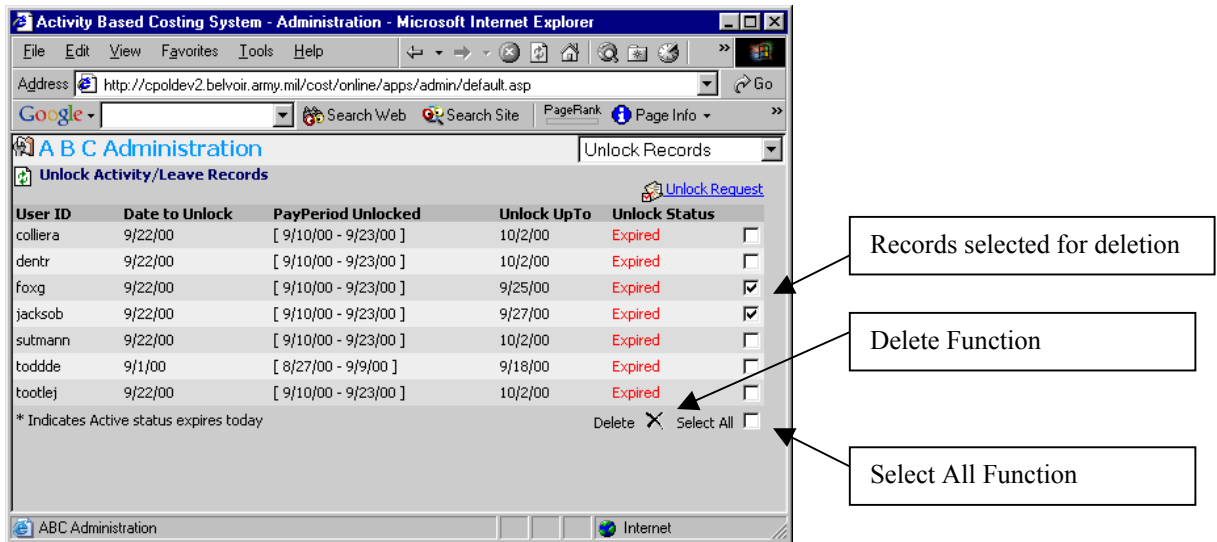 Activity Based Costing System - Administration - Microsoft Internet Explorer
File Edit View Favorites Tools Help »
Address http://cpoldev2.belvoir.army.mil/cost/online/apps/admin/default.asp Go
Google Search Web Search Site PageRank Page Info »
A B C Administration Unlock Records
Unlock Activity/Leave Records
Unlock Request
User ID Date to Unlock PayPeriod Unlocked Unlock UpTo Unlock Status
colliera 9/22/00 [ 9/10/00 - 9/23/00 ] 10/2/00 Expired
dentr 9/22/00 [ 9/10/00 - 9/23/00 ] 10/2/00 Expired
foxg 9/22/00 [ 9/10/00 - 9/23/00 ] 9/25/00 Expired
jacksob 9/22/00 [ 9/10/00 - 9/23/00 ] 9/27/00 Expired
sutmann 9/22/00 [ 9/10/00 - 9/23/00 ] 10/2/00 Expired
toddde 9/1/00 [ 8/27/00 - 9/9/00 ] 9/18/00 Expired
tootlej 9/22/00 [ 9/10/00 - 9/23/00 ] 10/2/00 Expired
* Indicates Active status expires today Delete Select All
ABC Administration Internet
Records selected for deletion
Delete Function
Select All Function